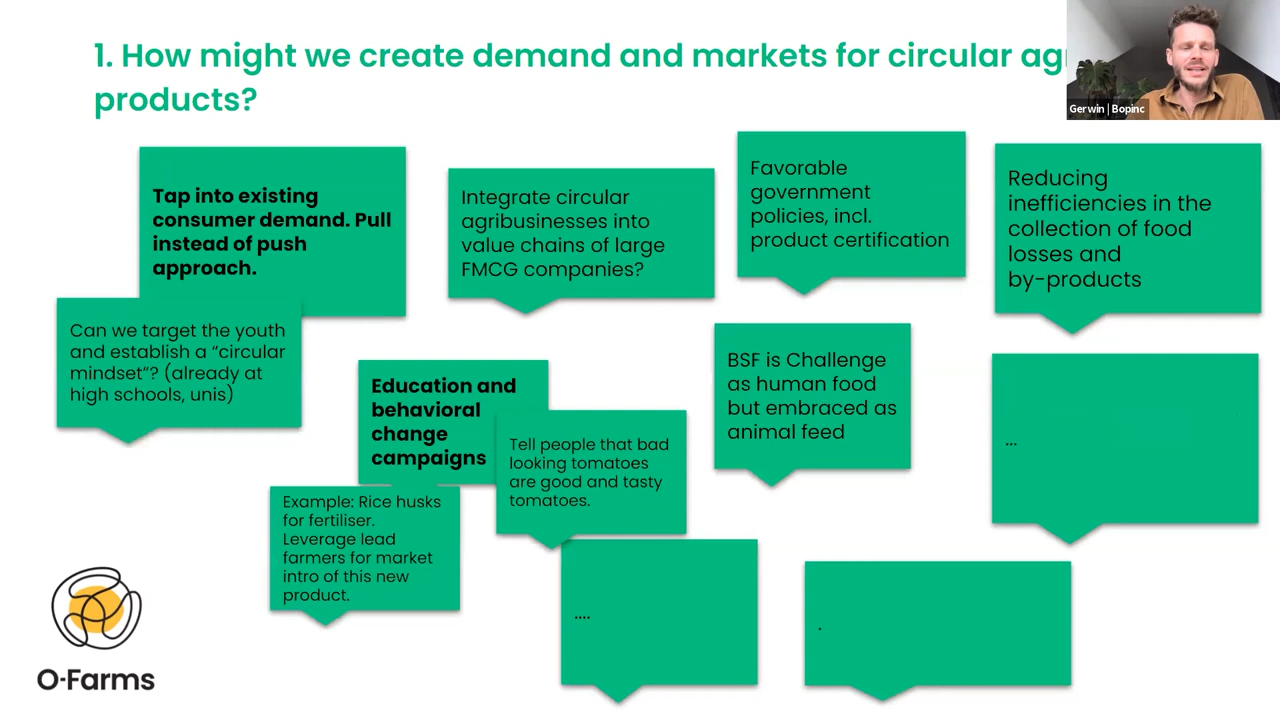 1. How might we create demand and markets for circular
products?
Gerwin | Bopinc
Tap into existing
consumer demand. Pull
instead of push
approach.
Integrate circular
agribusinesses into
value chains of large
FMCG companies?
Favorable
government
policies, incl.
product certification
Reducing
inefficiencies in the
collection of food
losses and
by-products
Can we target the youth
and establish a “circular
mindset“? (already at
high schools, unis)
Education and
behavioral
change
campaigns
Tell people that bad
looking tomatoes
are good and tasty
tomatoes.
BSF is Challenge
as human food
but embraced as
animal feed
...
Example: Rice husks
for fertiliser.
Leverage lead
farmers for market
intro of this new
product.
....
.
O·Farms